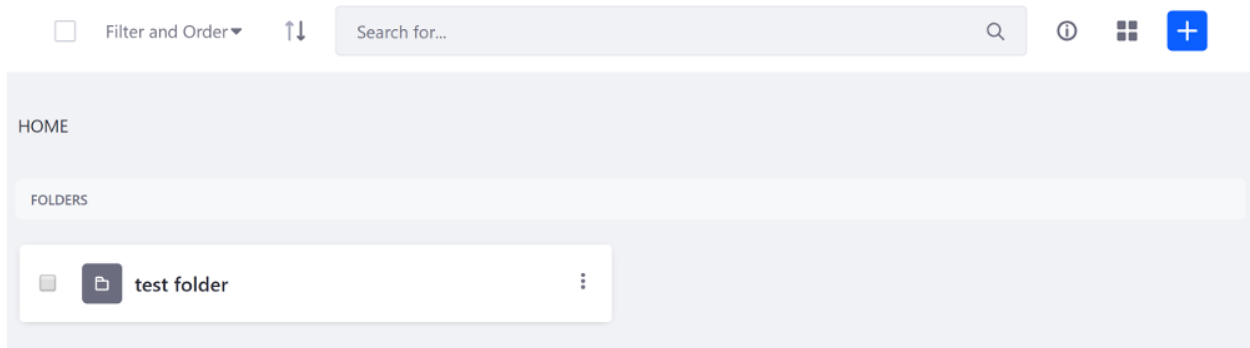 Filter and Order
Search for...
HOME
FOLDERS
test folder